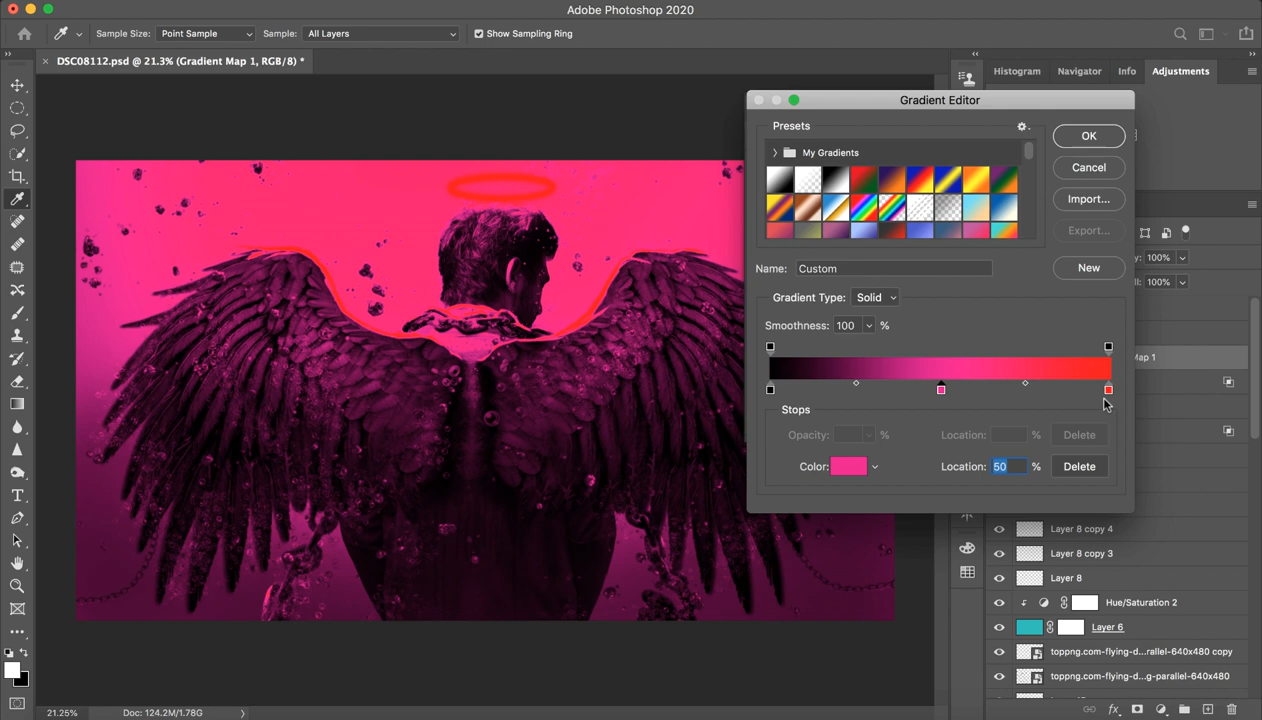 Adobe Photoshop 2020
Sample Size: Point Sample Sample: All Layers Show Sampling Ring
DSC08112.psd @ 21.3% (Gradient Map 1, RGB/8) *
Histogram Navigator Info Adjustments
Gradient Editor
Presets
My Gradients
OK
Cancel
Import...
Export...
New
Name: Custom
Gradient Type: Solid
Smoothness: 100 %
Stops
Opacity: % Location: % Delete
Color: Location: 50 % Delete
y: 100%
ll: 100%
Map 1
Layer 8 copy 4
Layer 8 copy 3
Layer 8
Hue/Saturation 2
Layer 6
toppng.com-flying-d...rallel-640x480 copy
toppng.com-flying-d...g-parallel-640x480
21.25% Doc: 124.2M/1.78G